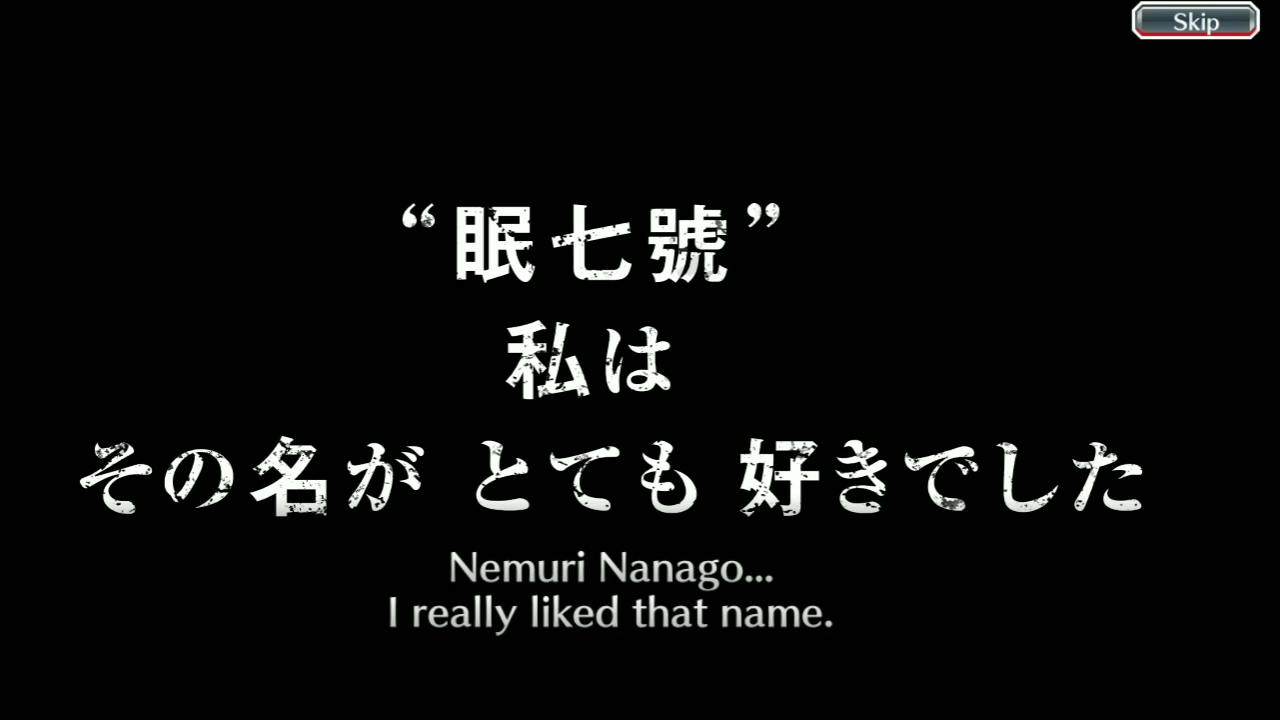 Skip
“眠七號”
私は
その名が とても 好きでした
Nemuri Nanago...
I really liked that name.